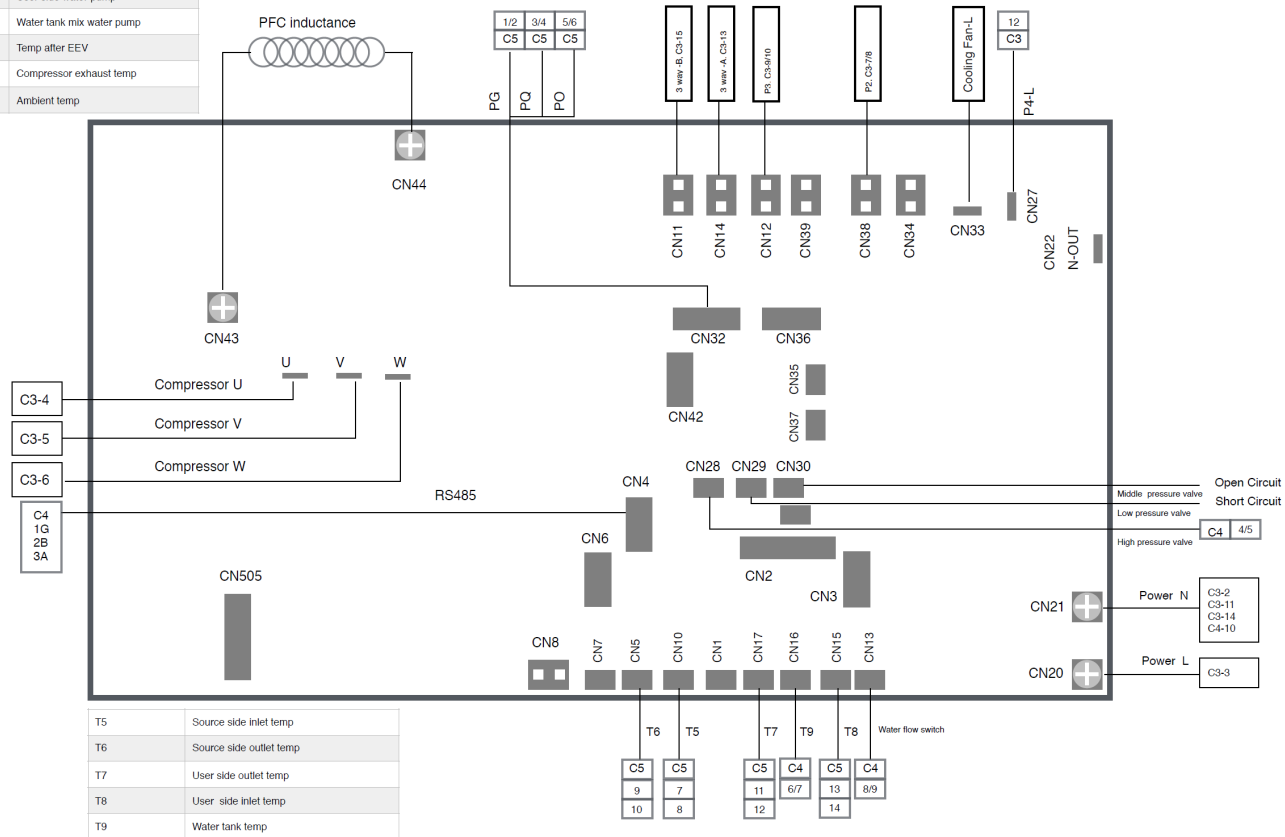 Water tank mix water pump
Temp after EEV
Compressor exhaust temp
Ambient temp
PFC inductance
1/2 3/4 5/6
C5 C5 C5
PG
PQ
PO
3 way -B, C3-15
3 way -A, C3-13
P3, C3-9/10
P2, C3-7/8
Cooling Fan-L
12
C3
P4-L
CN44
CN11
CN14
CN12
CN39
CN38
CN34
CN33
CN27
CN22
N-OUT
CN43
CN32
CN36
CN35
CN42
CN37
U V W
Compressor U
C3-4
Compressor V
C3-5
Compressor W
C3-6
RS485
C4
1G
2B
3A
CN4
CN6
CN28 CN29 CN30
Open Circuit
Middle pressure valve
Short Circuit
Low pressure valve
C4 4/5
High pressure valve
CN2
CN3
CN505
CN21
Power N
C3-2
C3-11
C3-14
C4-10
CN20
Power L
C3-3
CN8
CN7
CN5
CN10
CN1
CN17
CN16
CN15
CN13
T6 T5 T7 T9 T8 Water flow switch
C5 C5 C5 C4 C5 C4
9 7 11 6/7 13 8/9
10 8 12 14
T5 Source side inlet temp
T6 Source side outlet temp
T7 User side outlet temp
T8 User side inlet temp
T9 Water tank temp